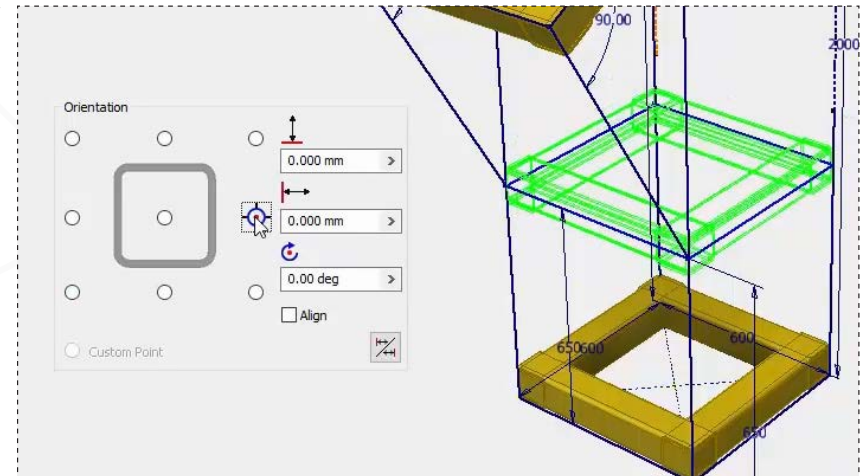 Orientation
0.000 mm
0.000 mm
0.00 deg
Align
Custom Point
90,00
2000
650600
600
650